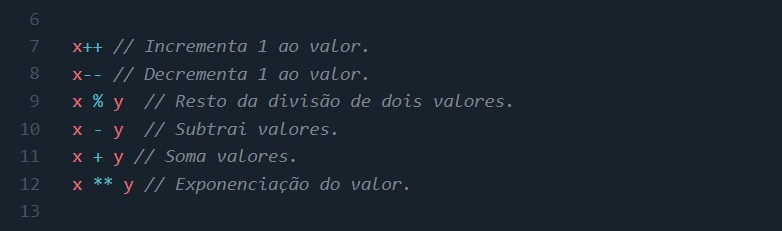 6
7 x++ // Incrementa 1 ao valor.
8 x-- // Decrementa 1 ao valor.
9 x % y  // Resto da divisão de dois valores.
10 x - y  // Subtrai valores.
11 x + y // Soma valores.
12 x ** y // Exponenciação do valor.
13